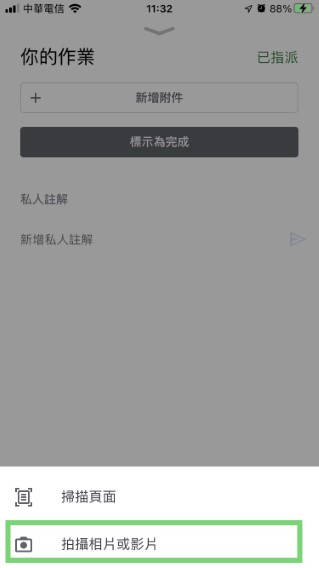 中華電信 11:32 88%
你的作業 已指派
+ 新增附件
標示為完成
私人註解
新增私人註解
掃描頁面
拍攝相片或影片